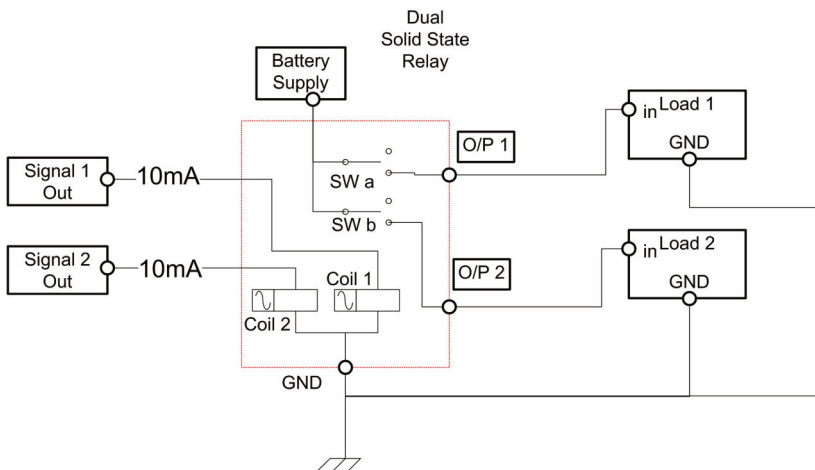 Dual
Solid State
Relay
Battery
Supply
in Load 1
GND
O/P 1
Signal 1
Out
10mA
SW a
SW b
in Load 2
GND
Signal 2
Out
10mA
O/P 2
Coil 1
Coil 2
GND